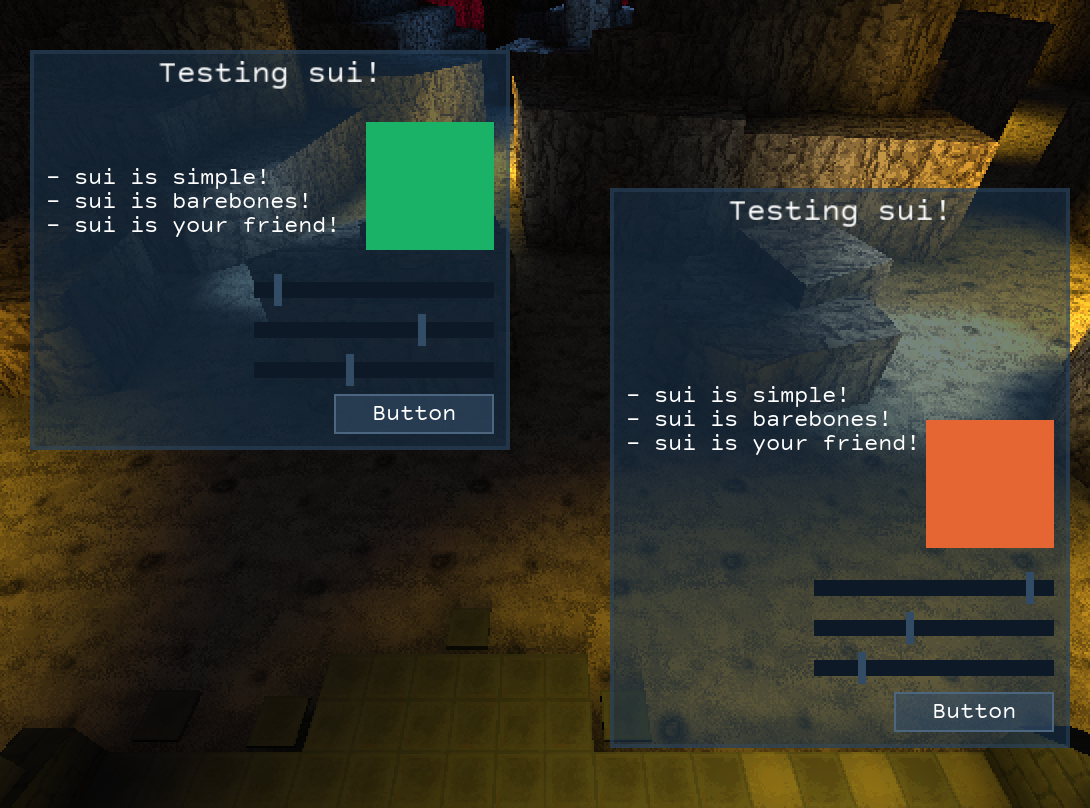 Testing sui!
- sui is simple!
- sui is barebones!
- sui is your friend!
Button
Testing sui!
- sui is simple!
- sui is barebones!
- sui is your friend!
Button